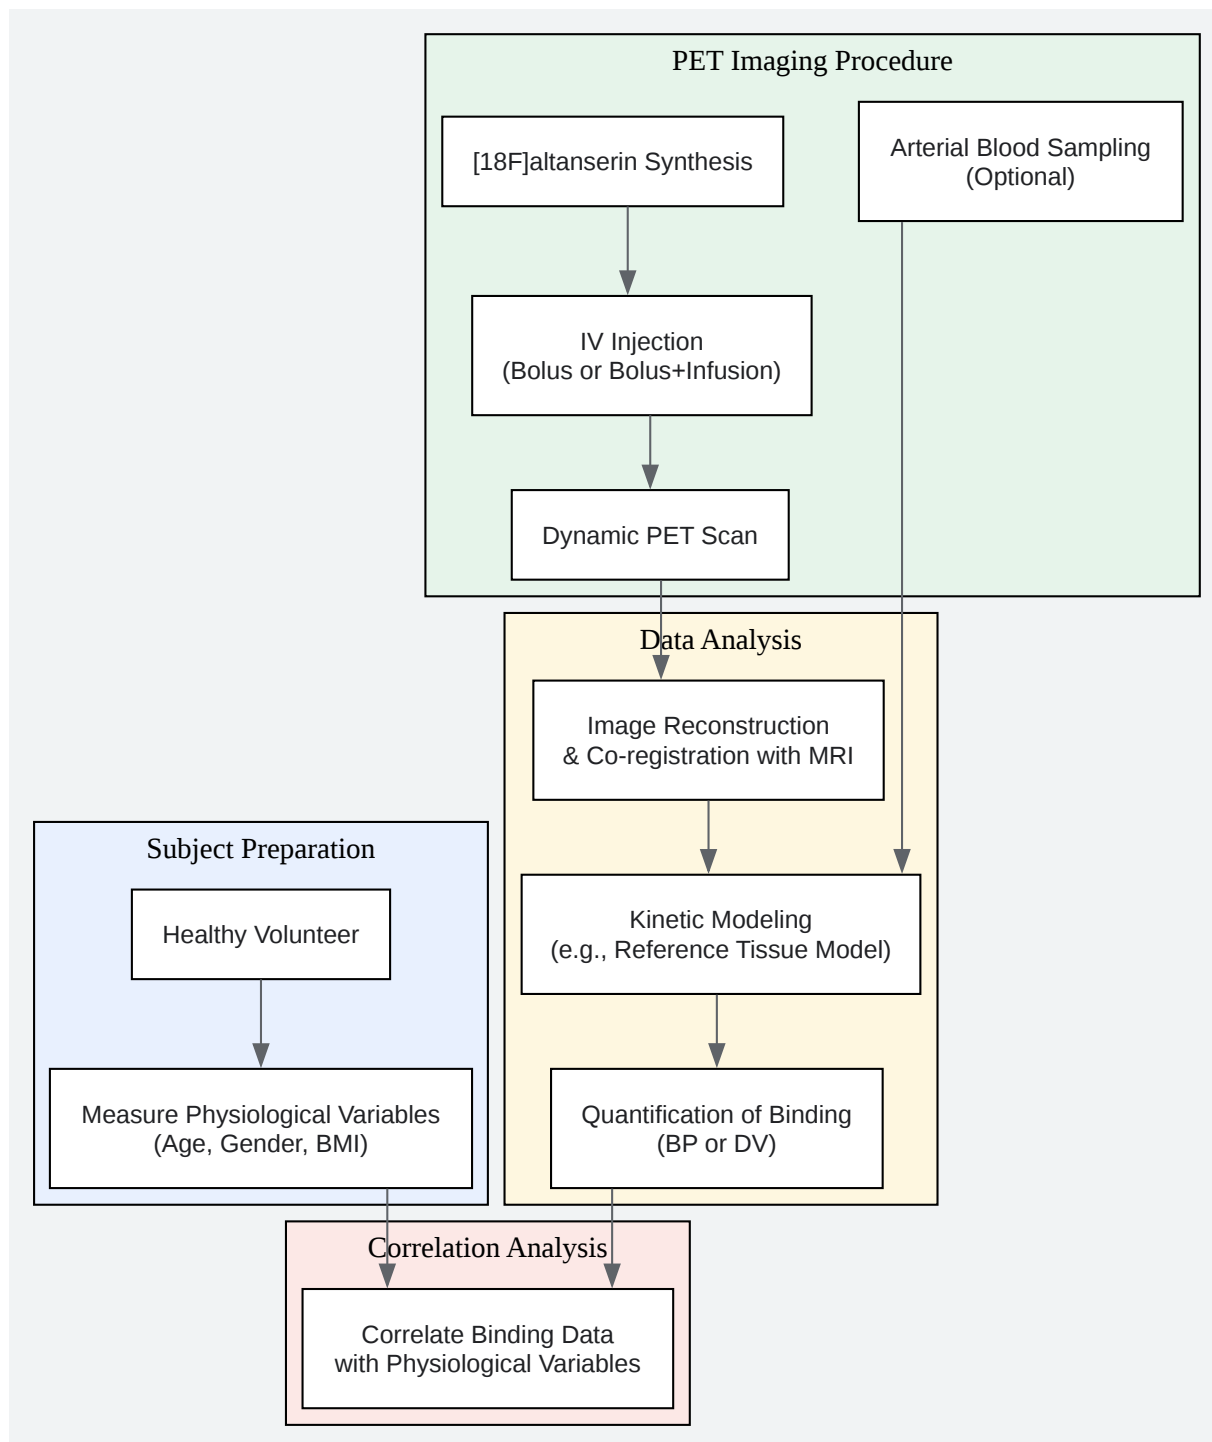 PET Imaging Procedure
[18F]altanserin Synthesis
Arterial Blood Sampling
(Optional)
IV Injection
(Bolus or Bolus+Infusion)
Dynamic PET Scan
Data Analysis
Image Reconstruction
& Co-registration with MRI
Subject Preparation
Healthy Volunteer
Kinetic Modeling
(e.g., Reference Tissue Model)
Measure Physiological Variables
(Age, Gender, BMI)
Quantification of Binding
(BP or DV)
Correlation Analysis
Correlate Binding Data
with Physiological Variables